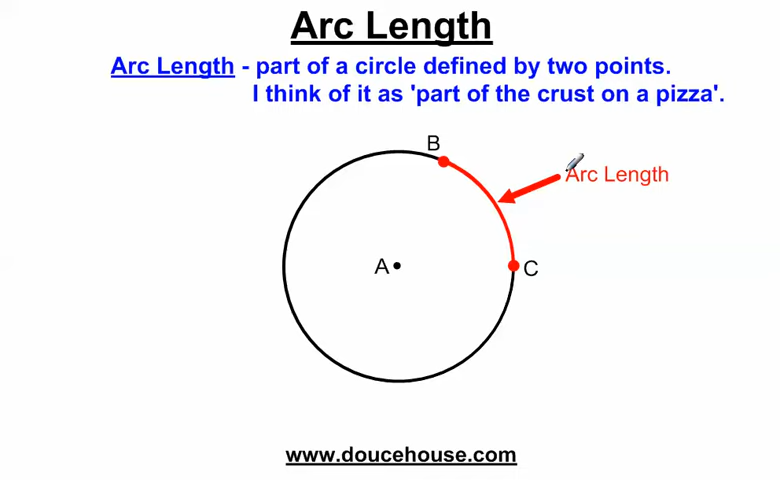 Arc Length
Arc Length - part of a circle defined by two points.
I think of it as 'part of the crust on a pizza'.
B
Arc Length
A
C
www.doucehouse.com